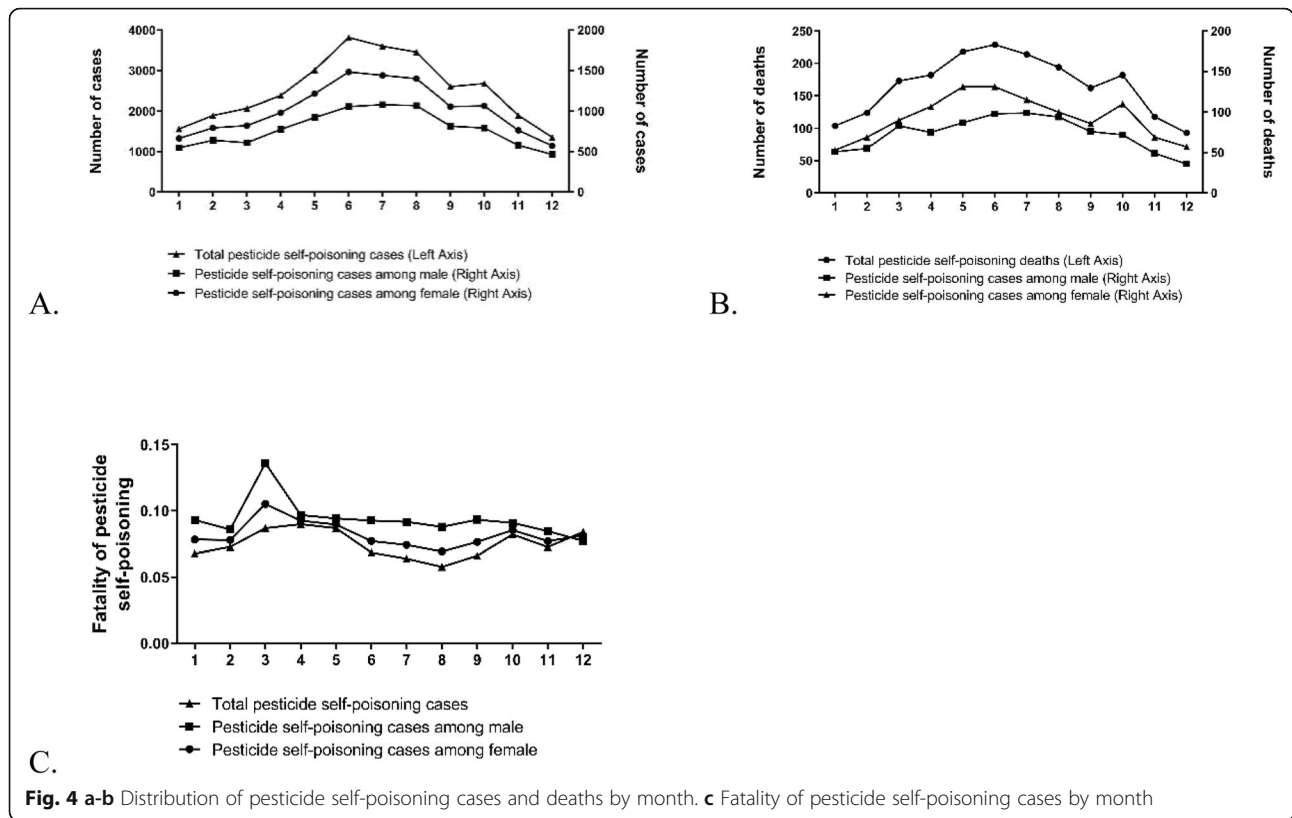 4000
3000
2000
1000
0
Number of cases
2000
1500
1000
500
0
Number of cases
1 2 3 4 5 6 7 8 9 10 11 12
Total pesticide self-poisoning cases (Left Axis)
Pesticide self-poisoning cases among male (Right Axis)
Pesticide self-poisoning cases among female (Right Axis)
A.
250
200
150
100
50
0
Number of deaths
200
150
100
50
0
Number of deaths
1 2 3 4 5 6 7 8 9 10 11 12
Total pesticide self-poisoning deaths (Left Axis)
Pesticide self-poisoning cases among male (Right Axis)
Pesticide self-poisoning cases among female (Right Axis)
B.
0.15
0.10
0.05
0.00
Fatality of pesticide
self-poisoning
1 2 3 4 5 6 7 8 9 10 11 12
Total pesticide self-poisoning cases
Pesticide self-poisoning cases among male
Pesticide self-poisoning cases among female
C.
Fig. 4 a-b Distribution of pesticide self-poisoning cases and deaths by month. c Fatality of pesticide self-poisoning cases by month